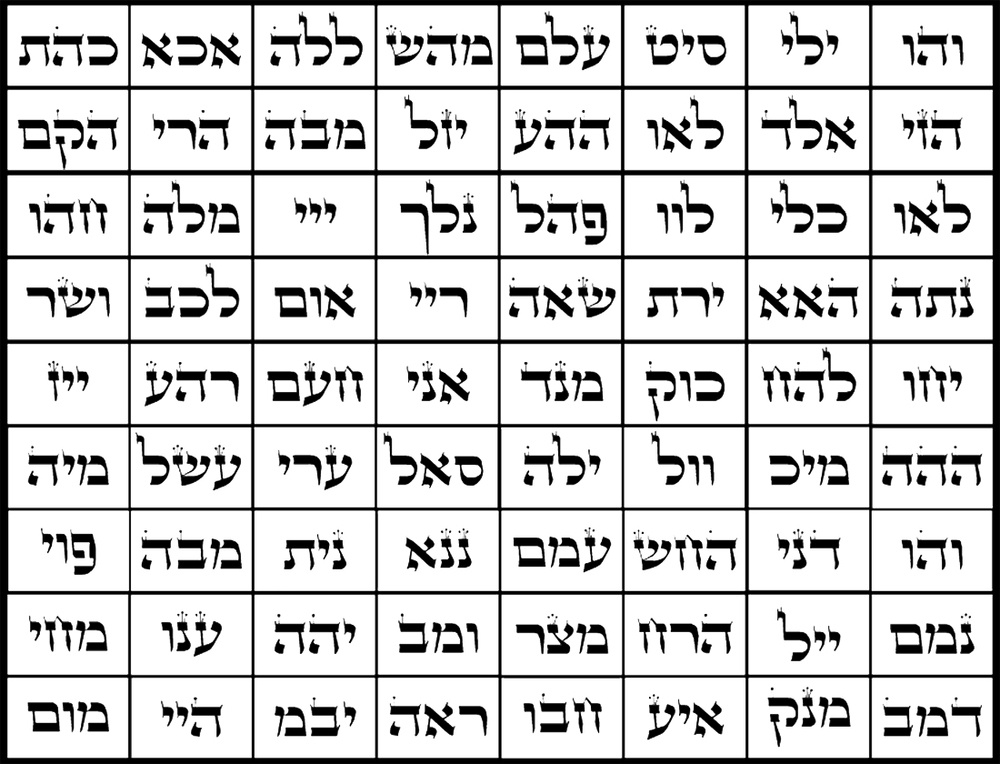 והו ילי סיט עלם מהש ללה אכא כהת
הזי אלד לאו ההע יזל מבה הרי הקם
לאו כלי לוו פהל נלך ייי מלה חהו
נתה האא ירת שאה ריי אום לכב ושר
יחו להח כוק מנד אני חעם רהע ייז
ההה מיכ וול ילה סאל ערי עשל מיה
והו דני החש עמם ננא נית מבה פוי
נמם ייל הרח מצר ומב יהה ענו מחי
דמב מנק איע חבו ראה יבמ היי מום